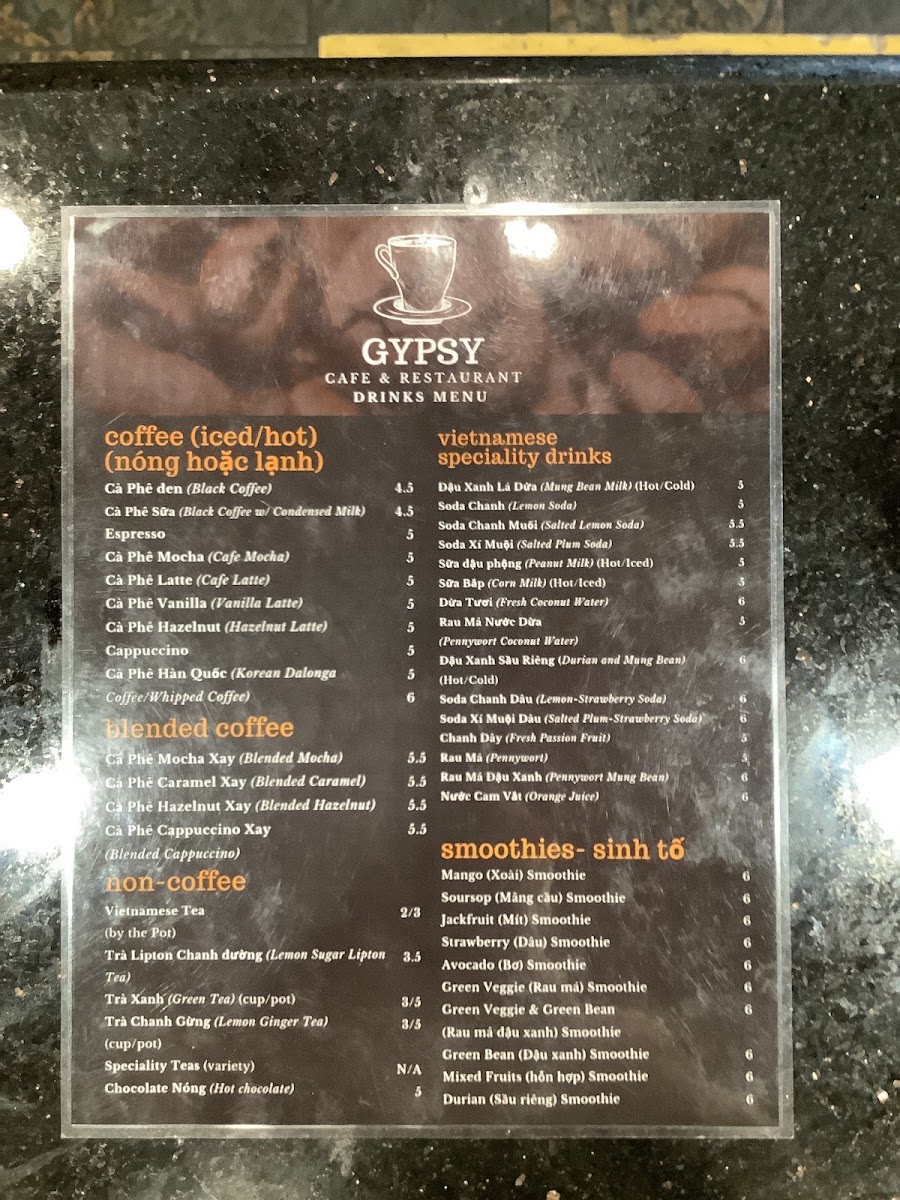 GYPSY
CAFE & RESTAURANT
DRINKS MENU
coffee (iced/hot)
(nóng hoặc lạnh)
Cà Phê đen (Black Coffee) 4.5
Cà Phê Sữa (Black Coffee w/ Condensed Milk) 4.5
Espresso 5
Cà Phê Mocha (Cafe Mocha) 5
Cà Phê Latte (Cafe Latte) 5
Cà Phê Vanilla (Vanilla Latte) 5
Cà Phê Hazelnut (Hazelnut Latte) 5
Cappuccino 5
Cà Phê Hàn Quốc (Korean Dalonga 5
Coffee/Whipped Coffee) 6
blended coffee
Cà Phê Mocha Xay (Blended Mocha) 5.5
Cà Phê Caramel Xay (Blended Caramel) 5.5
Cà Phê Hazelnut Xay (Blended Hazelnut) 5.5
Cà Phê Cappuccino Xay 5.5
(Blended Cappuccino)
non-coffee
Vietnamese Tea 2/3
(by the Pot)
Trà Lipton Chanh đường (Lemon Sugar Lipton 3.5
Tea)
Trà Xanh (Green Tea) (cup/pot) 3/5
Trà Chanh Gừng (Lemon Ginger Tea) 3/5
(cup/pot)
Speciality Teas (variety) N/A
Chocolate Nóng (Hot chocolate) 5
vietnamese
speciality drinks
Đậu Xanh Lá Dứa (Mung Bean Milk) (Hot/Cold) 5
Soda Chanh (Lemon Soda) 5
Soda Chanh Muối (Salted Lemon Soda) 5.5
Soda Xí Muội (Salted Plum Soda) 5.5
Sữa đậu phộng (Peanut Milk) (Hot/Iced) 5
Sữa Bắp (Corn Milk) (Hot/Iced) 5
Dừa Tươi (Fresh Coconut Water) 6
Rau Má Nước Dừa 5
(Pennywort Coconut Water)
Đậu Xanh Sầu Riêng (Durian and Mung Bean) 6
(Hot/Cold)
Soda Chanh Dâu (Lemon-Strawberry Soda) 6
Soda Xí Muội Dâu (Salted Plum-Strawberry Soda) 6
Chanh Dây (Fresh Passion Fruit) 5
Rau Má (Pennywort) 5
Rau Má Đậu Xanh (Pennywort Mung Bean) 6
Nước Cam Vắt (Orange Juice) 6
smoothies- sinh tố
Mango (Xoài) Smoothie 6
Soursop (Mãng cầu) Smoothie 6
Jackfruit (Mít) Smoothie 6
Strawberry (Dâu) Smoothie 6
Avocado (Bơ) Smoothie 6
Green Veggie (Rau má) Smoothie 6
Green Veggie & Green Bean 6
(Rau má đậu xanh) Smoothie
Green Bean (Đậu xanh) Smoothie 6
Mixed Fruits (hỗn hợp) Smoothie 6
Durian (Sầu riêng) Smoothie 6